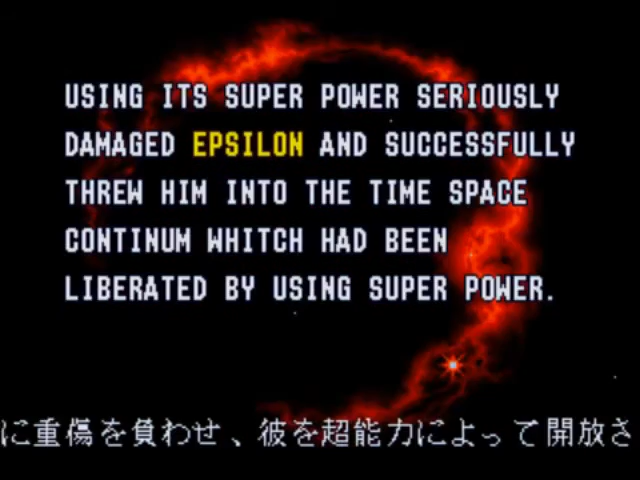 USING ITS SUPER POWER SERIOUSLY
DAMAGED EPSILON AND SUCCESSFULLY
THREW HIM INTO THE TIME SPACE
CONTINUM WHITCH HAD BEEN
LIBERATED BY USING SUPER POWER.
に重傷を負わせ、彼を超能力によって開放さ